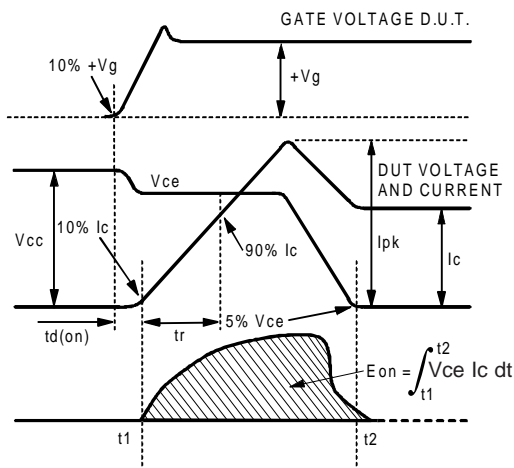 GATE VOLTAGE D.U.T.
10% +Vg
+Vg
Vce
DUT VOLTAGE
AND CURRENT
Vcc
10% Ic
90% Ic
Ipk
Ic
td(on)
tr
5% Vce
Eon = ∫ Vce Ic dt
t2
t1
t1
t2